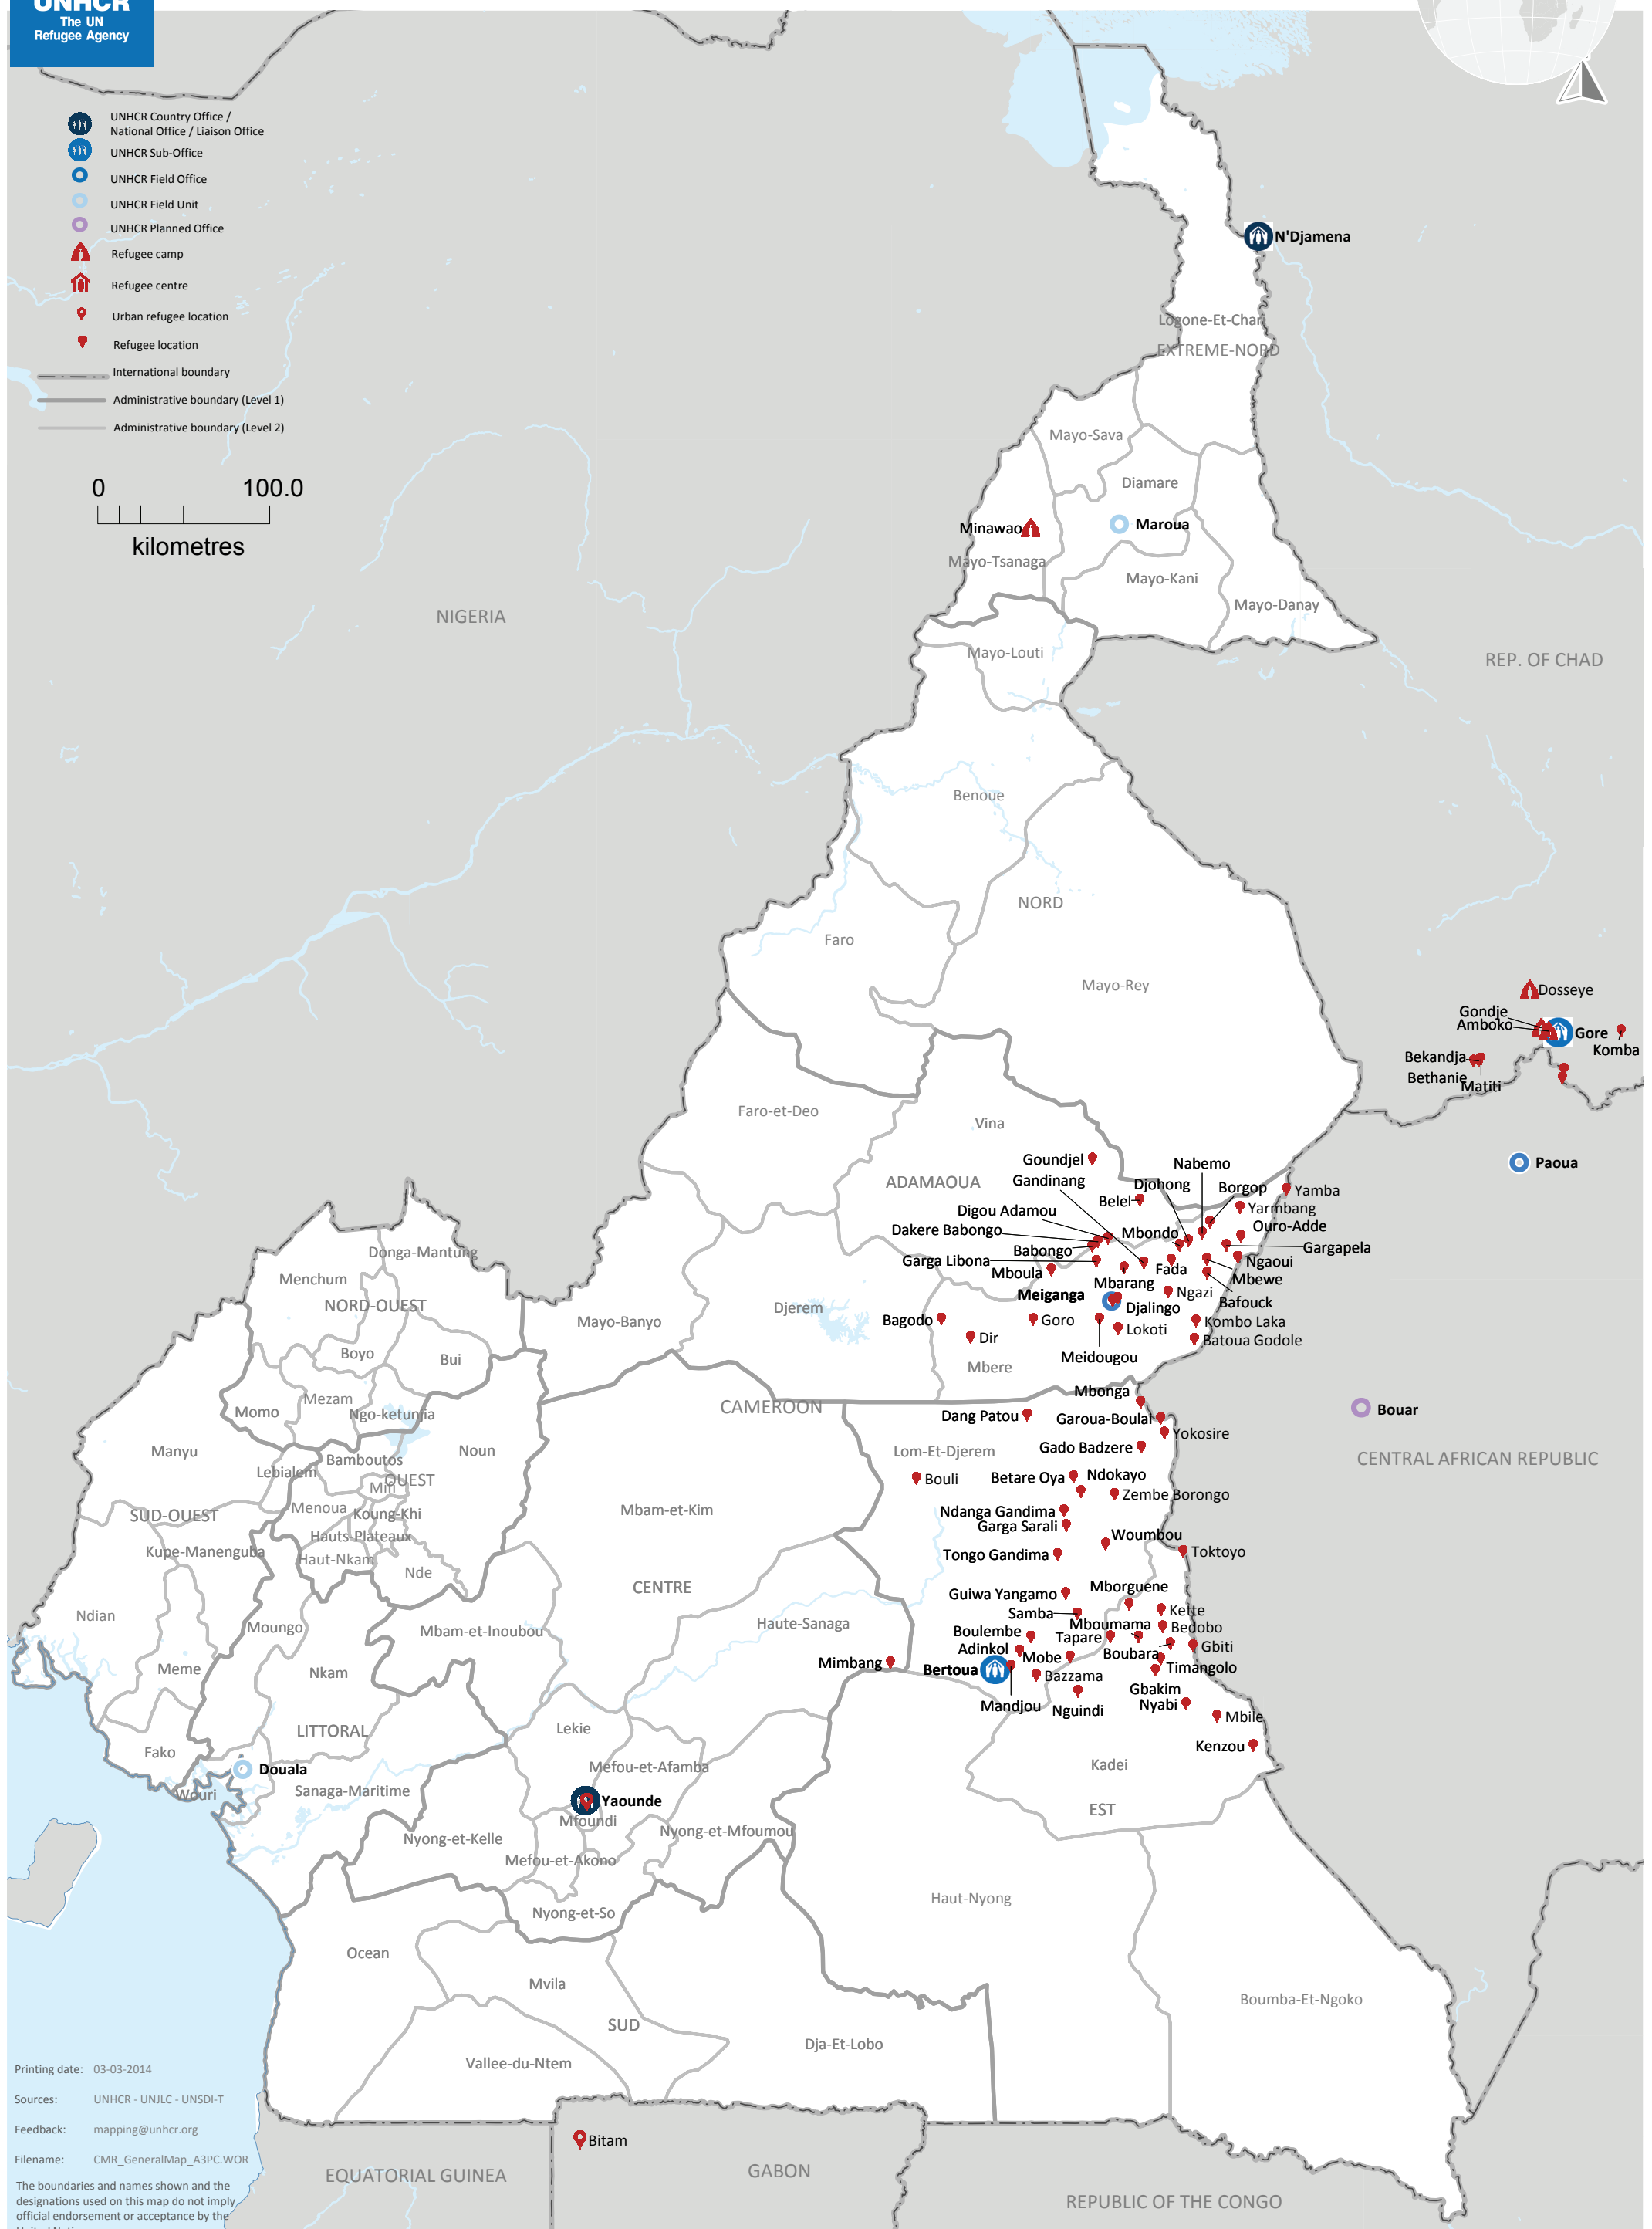 UNHCR
The UN
Refugee Agency
UNHCR Country Office /
National Office / Liaison Office
UNHCR Sub-Office
UNHCR Field Office
UNHCR Field Unit
UNHCR Planned Office
Refugee camp
Refugee centre
Urban refugee location
Refugee location
International boundary
Administrative boundary (Level 1)
Administrative boundary (Level 2)
0 100.0
kilometres
N'Djamena
Logone-Et-Chari
EXTREME-NORD
Mayo-Sava
Diamare
Minawao
Maroua
Mayo-Tsanaga
Mayo-Kani
Mayo-Danay
NIGERIA
Mayo-Louti
REP. OF CHAD
Benoue
NORD
Faro
Mayo-Rey
Dosseye
Gondje
Amboko
Gore
Komba
Bekandja
Bethanie
Matiti
Faro-et-Deo
Vina
Paoua
Goundjel
Nabemo
Gandinang
ADAMAOUA
Djohong
Borgop
Yamba
Belel
Yarmbang
Digou Adamou
Ouro-Adde
Dakere Babongo
Mbondo
Gargapela
Babongo
Garga Libona
Ngaoui
Mboula
Fada
Mbewe
Mbarang
Ngazi
Bafouck
Meiganga
Djalingo
Donga-Mantung
Menchum
NORD-OUEST
Djerem
Mayo-Banyo
Bagodo
Goro
Lokoti
Kombo Laka
Dir
Batoua Godole
Meidougou
Mbere
Boyo
Bui
Mezam
Momo
Ngo-ketunjia
CAMEROON
Mbonga
Dang Patou
Garoua-Boulai
Yokosire
Bouar
Manyu
Noun
Lom-Et-Djerem
Gado Badzere
CENTRAL AFRICAN REPUBLIC
Bamboutos
Lebialem
OUEST
Mifi
Bouli
Betare Oya
Ndokayo
Zembe Borongo
Menoua
Koung-Khi
SUD-OUEST
Mbam-et-Kim
Ndanga Gandima
Garga Sarali
Hauts-Plateaux
Woumbou
Kupe-Manenguba
Haut-Nkam
Tongo Gandima
Toktoyo
Nde
CENTRE
Mborguene
Guiwa Yangamo
Ndian
Samba
Kette
Moungo
Mbam-et-Inoubou
Haute-Sanaga
Mboumama
Bedobo
Boulembe
Tapare
Gbiti
Adinkol
Mobe
Boubara
Meme
Nkam
Mimbang
Bertoua
Timangolo
Bazzama
Gbakim
Mandjou
Nguindi
Nyabi
Mbile
LITTORAL
Lekie
Kenzou
Fako
Douala
Mefou-et-Afamba
Kadei
Wouri
Sanaga-Maritime
Yaounde
EST
Mfoundi
Nyong-et-Kelle
Nyong-et-Mfoumou
Mefou-et-Akono
Haut-Nyong
Nyong-et-So
Ocean
Mvila
Boumba-Et-Ngoko
SUD
Dja-Et-Lobo
Vallee-du-Ntem
Printing date: 03-03-2014
Sources: UNHCR - UNJLC - UNSDI-T
Feedback: mapping@unhcr.org
Filename: CMR_GeneralMap_A3PC.WOR
The boundaries and names shown and the
designations used on this map do not imply
official endorsement or acceptance by the
Bitam
EQUATORIAL GUINEA
GABON
REPUBLIC OF THE CONGO